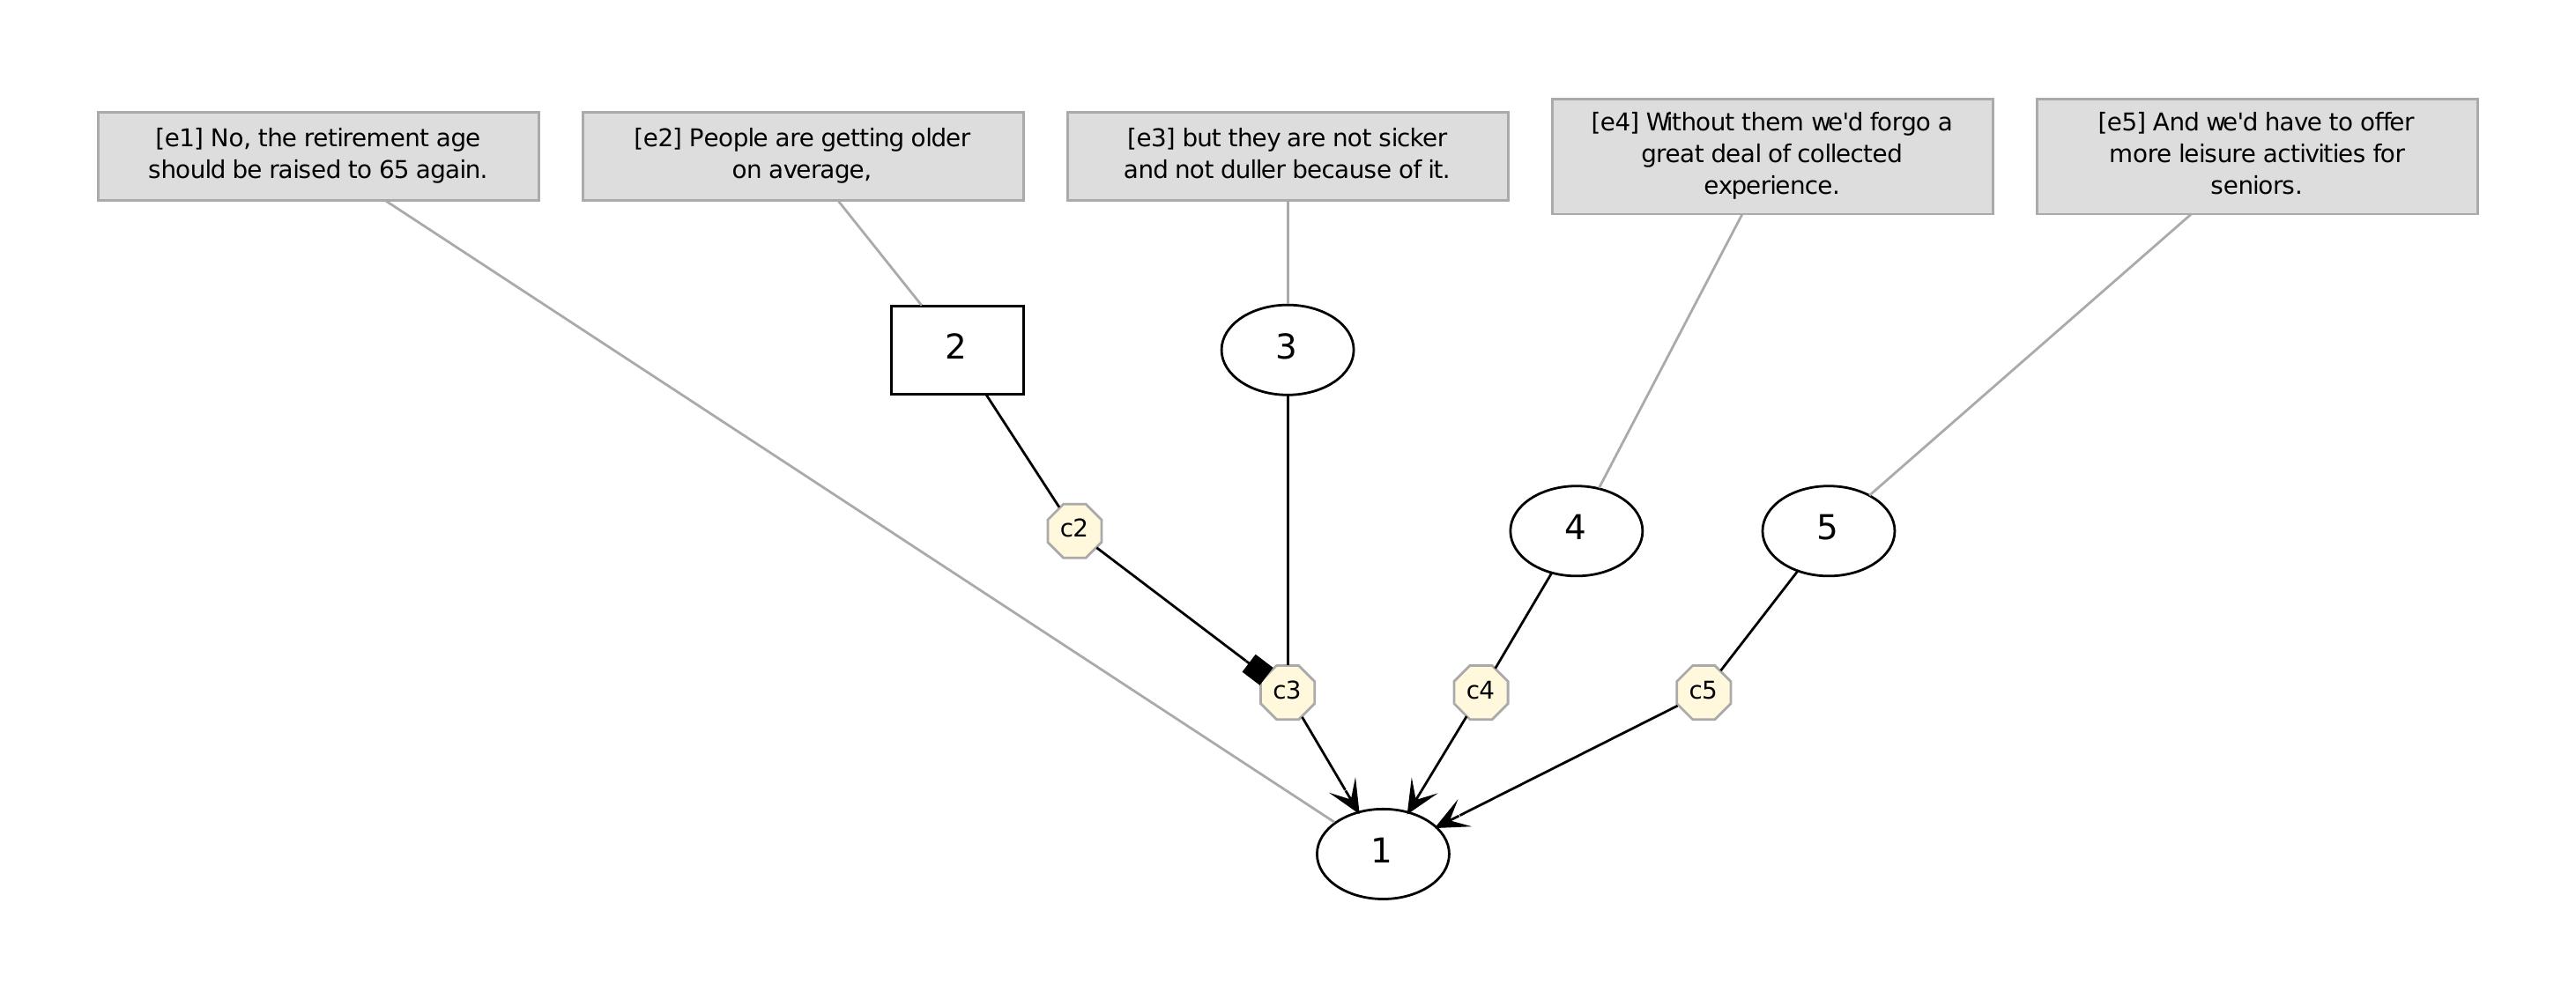 [e1] No, the retirement age
should be raised to 65 again.
[e2] People are getting older
on average,
[e3] but they are not sicker
and not duller because of it.
[e4] Without them we'd forgo a
great deal of collected
experience.
[e5] And we'd have to offer
more leisure activities for
seniors.
2
3
c2
4
5
c3
c4
c5
1